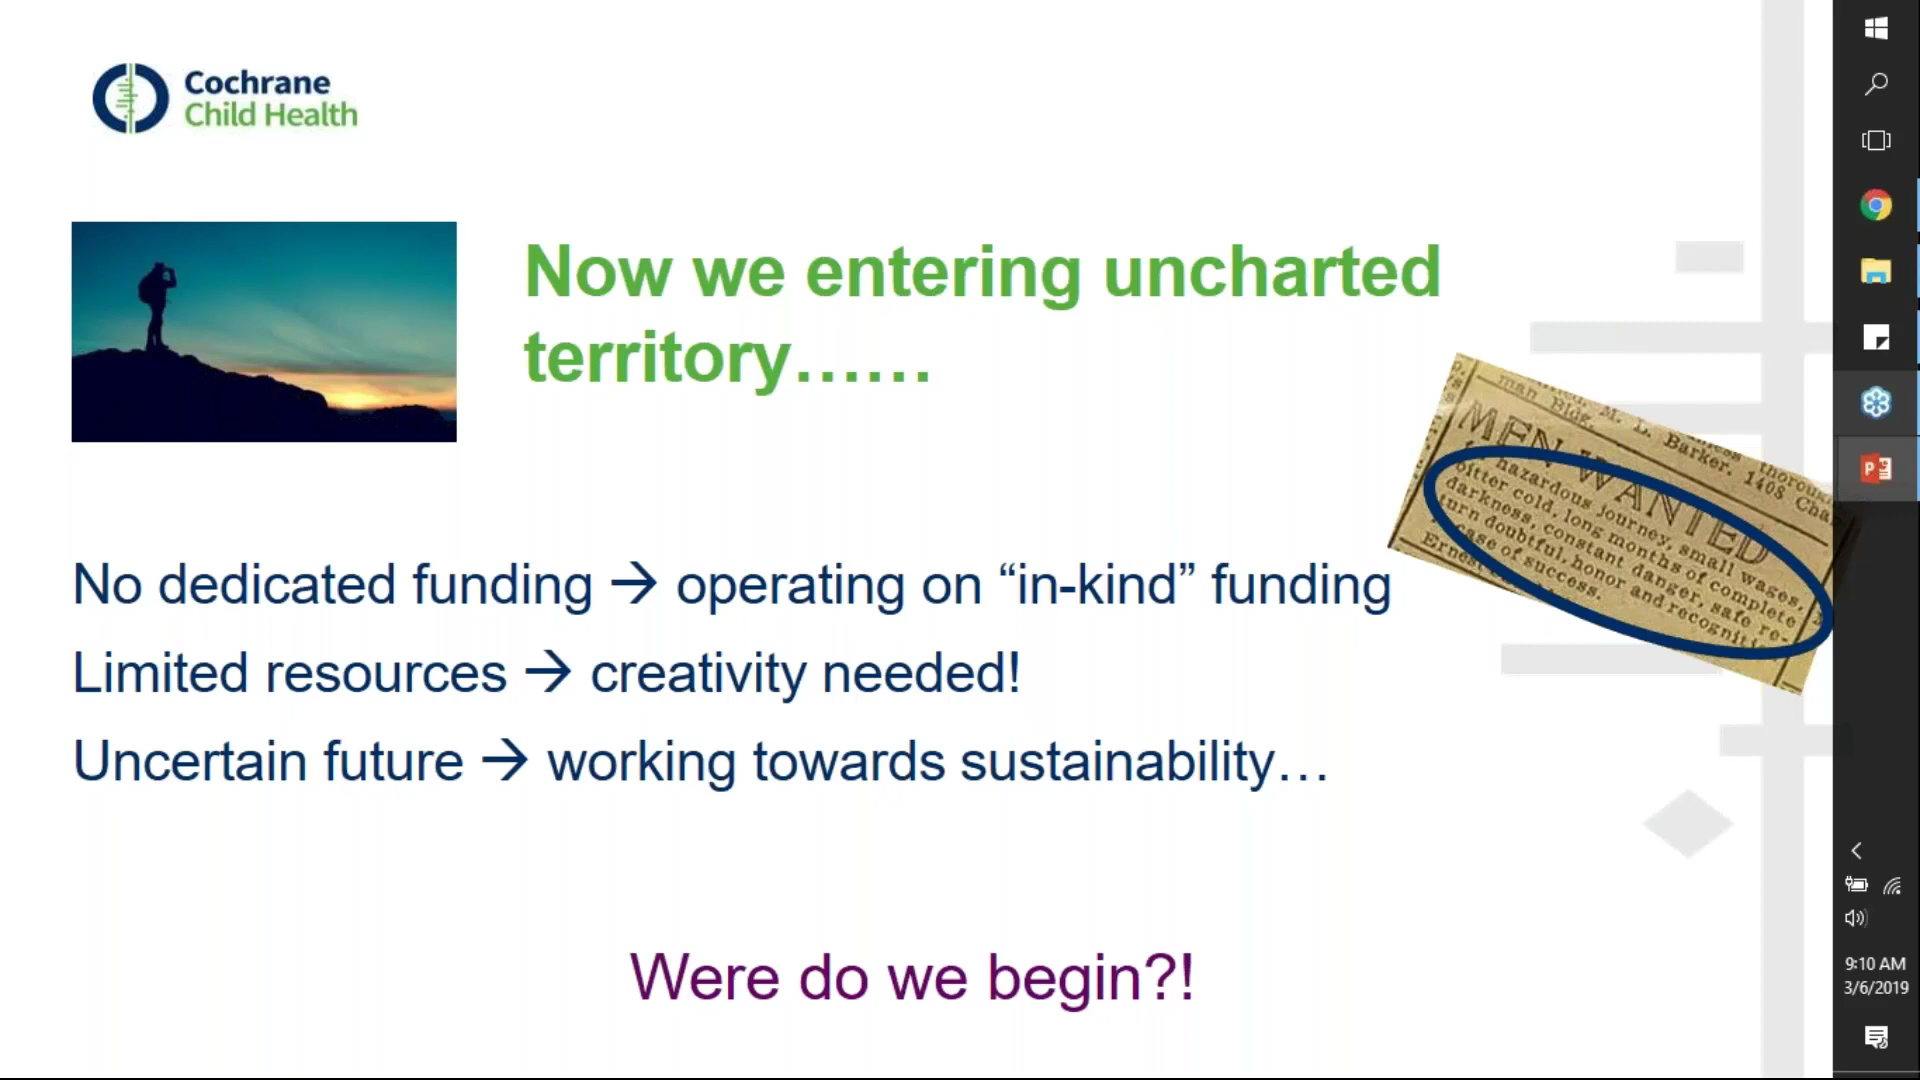 Cochrane
Child Health
Now we entering uncharted
territory……
man Bldg. M. L. Barker. 1408
MEN WANTED
hazardous journey, small wages,
bitter cold, long months of complete
darkness, constant danger, safe re-
turn doubtful, honor and
case of success.
No dedicated funding → operating on “in-kind” funding
Limited resources → creativity needed!
Uncertain future → working towards sustainability…
Were do we begin?!
9:10 AM
3/6/2019